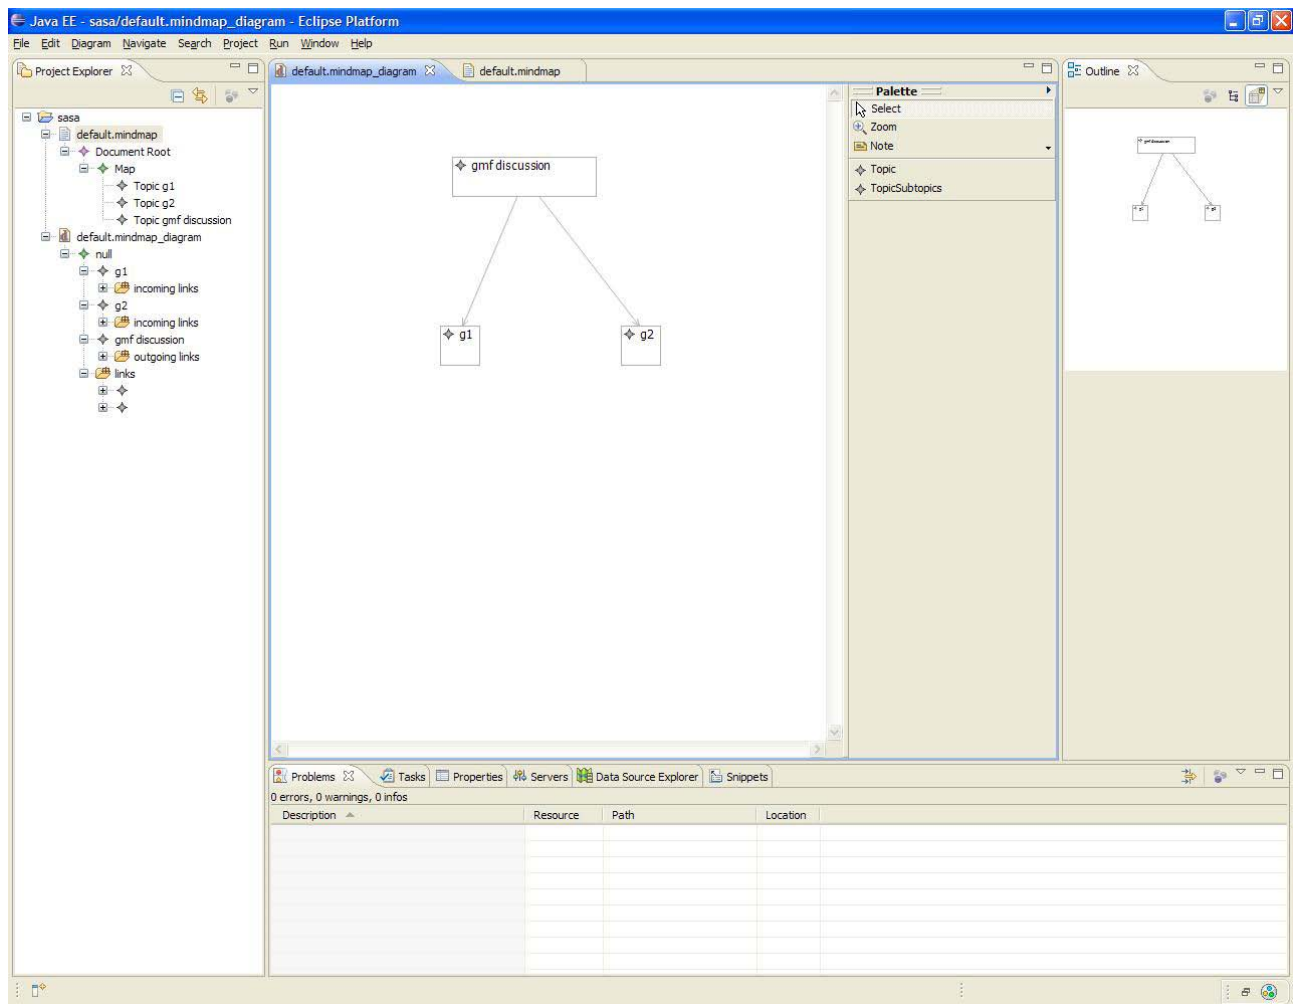 Java EE - sasa/default.mindmap_diagram - Eclipse Platform
File Edit Diagram Navigate Search Project Run Window Help
Project Explorer
sasa
default.mindmap
Document Root
Map
Topic g1
Topic g2
Topic gmf discussion
default.mindmap_diagram
null
g1
incoming links
g2
incoming links
gmf discussion
outgoing links
links
default.mindmap_diagram default.mindmap
gmf discussion
g1 g2
Palette
Select
Zoom
Note
Topic
TopicSubtopics
Outline
gmf discussion
g1 g2
Problems Tasks Properties Servers Data Source Explorer Snippets
0 errors, 0 warnings, 0 infos
Description Resource Path Location